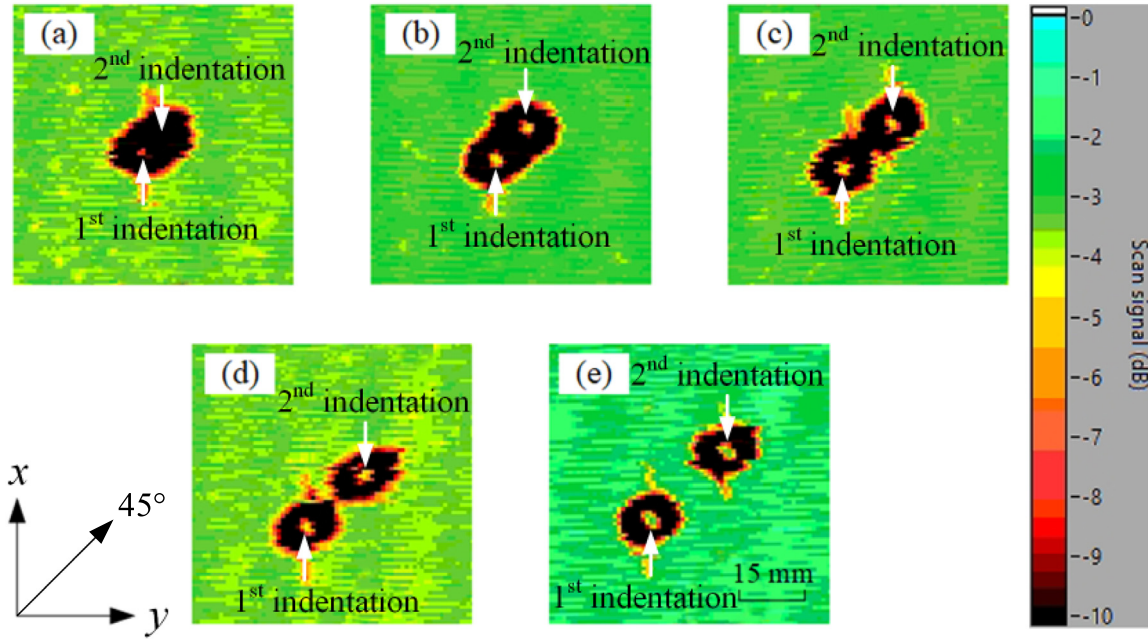 (a)
2nd indentation
1st indentation
(b)
2nd indentation
1st indentation
(c)
2nd indentation
1st indentation
(d)
2nd indentation
1st indentation
(e)
2nd indentation
1st indentation
15 mm
x
45°
y
-0
-1
-2
-3
-4
-5
-6
-7
-8
-9
-10
Scan signal (dB)